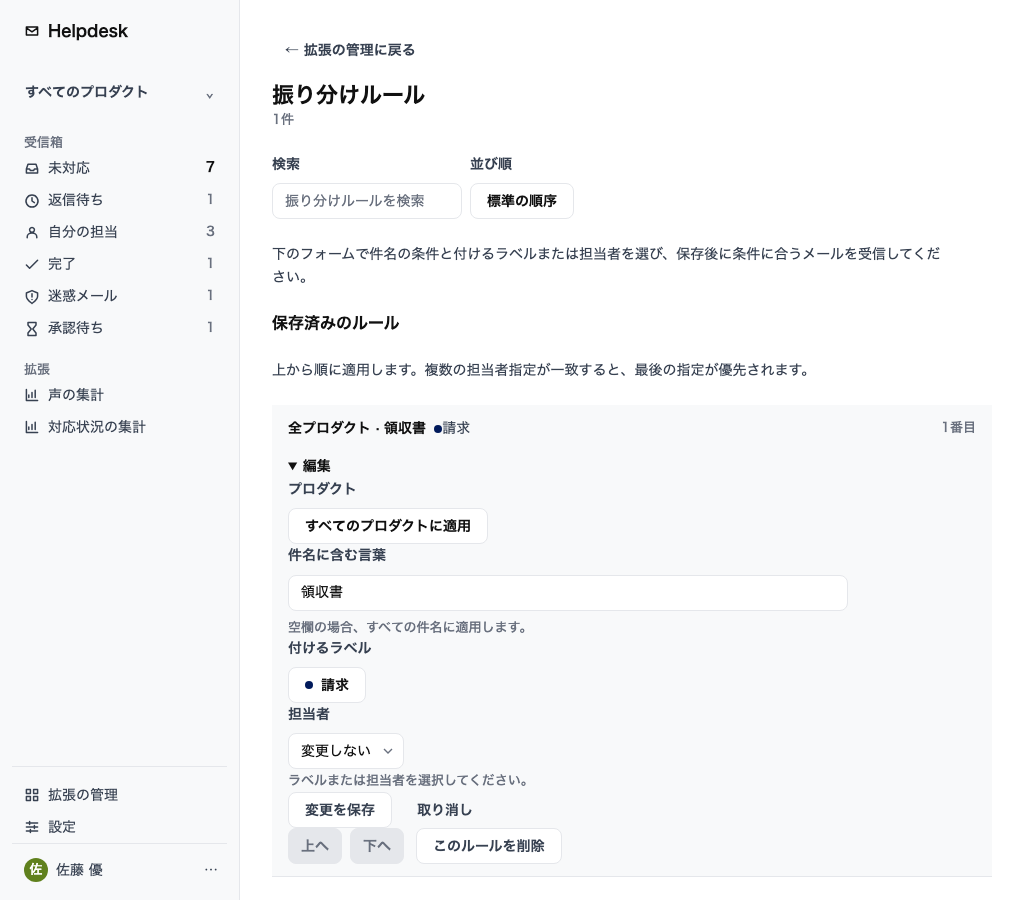 Helpdesk
すべてのプロダクト
受信箱
未対応 7
返信待ち 1
自分の担当 3
完了 1
迷惑メール 1
承認待ち 1
拡張
声の集計
対応状況の集計
拡張の管理
設定
佐 佐藤 優 …
← 拡張の管理に戻る
振り分けルール
1件
検索 並び順
振り分けルールを検索 標準の順序
下のフォームで件名の条件と付けるラベルまたは担当者を選び、保存後に条件に合うメールを受信してくだ
さい。
保存済みのルール
上から順に適用します。複数の担当者指定が一致すると、最後の指定が優先されます。
全プロダクト · 領収書 請求 1番目
▼ 編集
プロダクト
すべてのプロダクトに適用
件名に含む言葉
領収書
空欄の場合、すべての件名に適用します。
付けるラベル
請求
担当者
変更しない
ラベルまたは担当者を選択してください。
変更を保存 取り消し
上へ 下へ このルールを削除